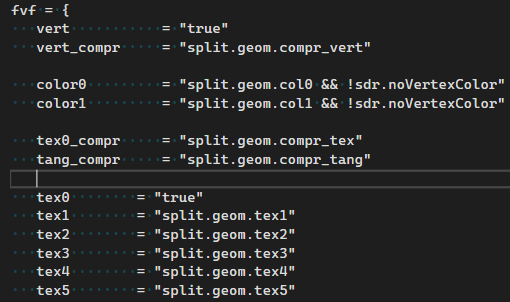 fvf = {
vert = "true"
vert_compr = "split.geom.compr_vert"
color0 = "split.geom.col0 && !sdr.noVertexColor"
color1 = "split.geom.col1 && !sdr.noVertexColor"
tex0_compr = "split.geom.compr_tex"
tang_compr = "split.geom.compr_tang"
tex0 = "true"
tex1 = "split.geom.tex1"
tex2 = "split.geom.tex2"
tex3 = "split.geom.tex3"
tex4 = "split.geom.tex4"
tex5 = "split.geom.tex5"